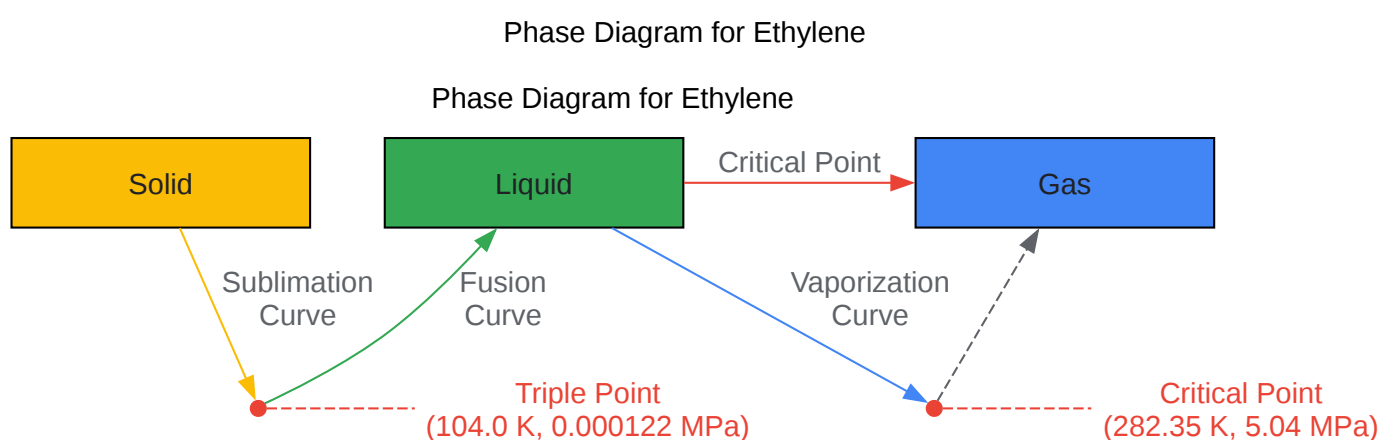 Phase Diagram for Ethylene
Phase Diagram for Ethylene
Solid
Liquid
Critical Point
Gas
Sublimation
Curve
Fusion
Curve
Vaporization
Curve
Triple Point
(104.0 K, 0.000122 MPa)
Critical Point
(282.35 K, 5.04 MPa)